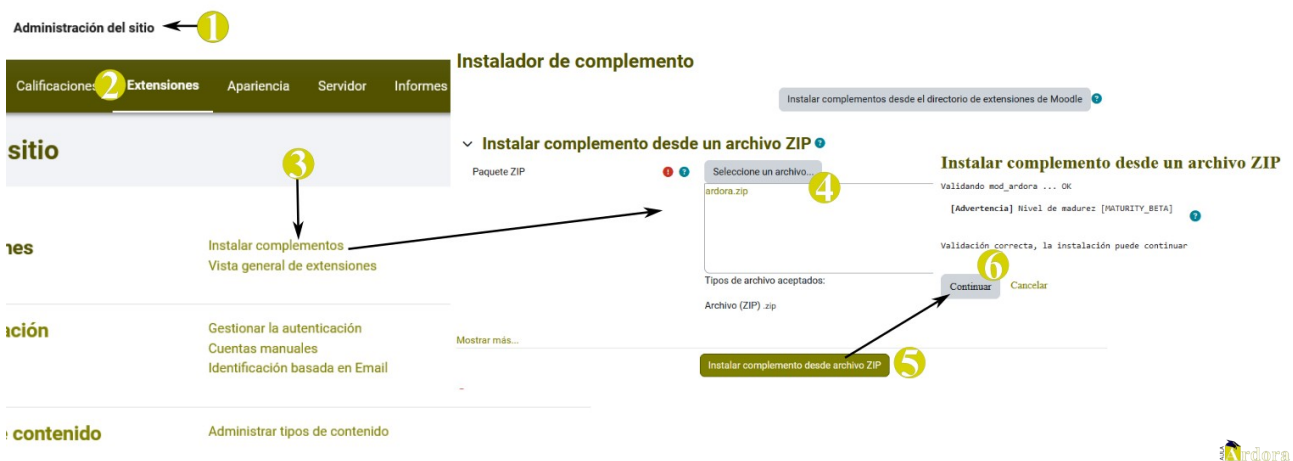 Administración del sitio
1
Calificaciones
2
Extensiones
Apariencia
Servidor
Informes
sitio
3
nes
Instalar complementos
Vista general de extensiones
ación
Gestionar la autenticación
Cuentas manuales
Identificación basada en Email
contenido
Administrar tipos de contenido
Instalador de complemento
Instalar complementos desde el directorio de extensiones de Moodle ?
Instalar complemento desde un archivo ZIP ?
Paquete ZIP ! ?
Seleccione un archivo...
4
ardora.zip
Tipos de archivo aceptados:
Archivo (ZIP) .zip
Mostrar más...
Instalar complemento desde archivo ZIP
5
Instalar complemento desde un archivo ZIP
Validando mod_ardora ... OK
[Advertencia] Nivel de madurez [MATURITY_BETA] ?
Validación correcta, la instalación puede continuar
6
Continuar
Cancelar
AULA
Ardora